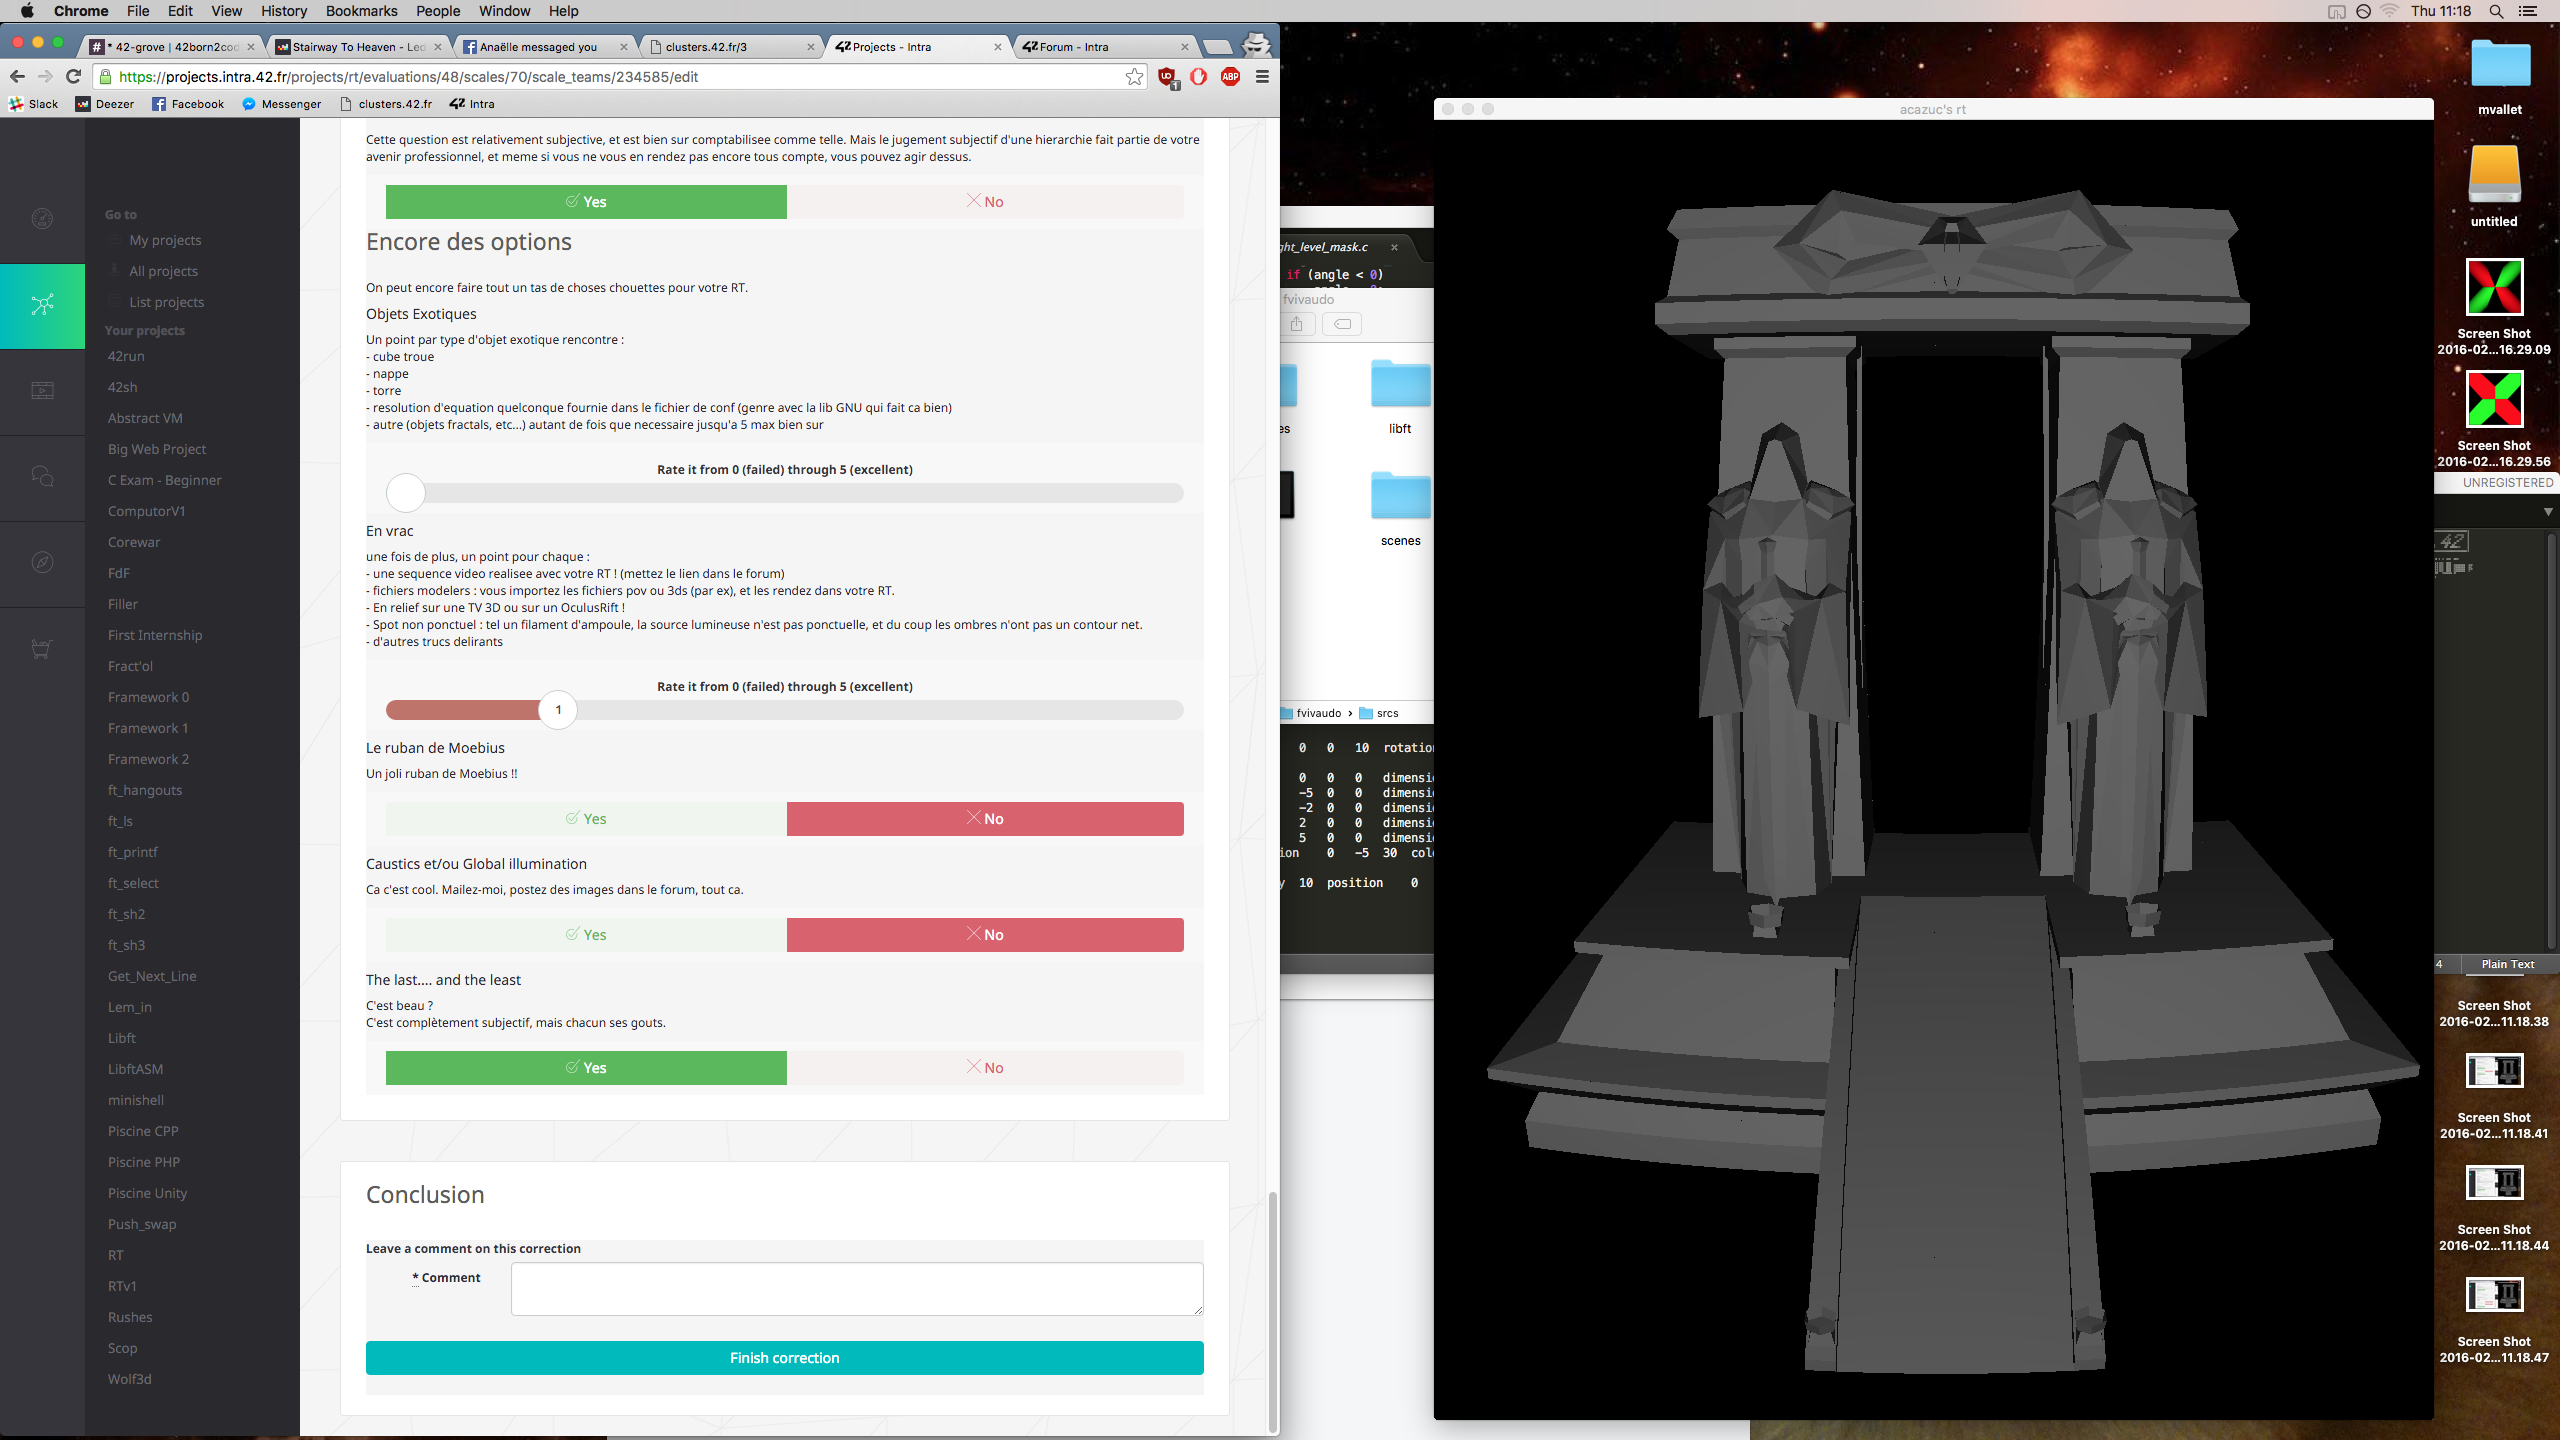 Chrome File Edit View History Bookmarks People Window Help
Thu 11:18
* 42-grove | 42born2cod
Stairway To Heaven - Led
Anaëlle messaged you
clusters.42.fr/3
Projects - Intra
Forum - Intra
https://projects.intra.42.fr/projects/rt/evaluations/48/scales/70/scale_teams/234585/edit
Slack Deezer Facebook Messenger clusters.42.fr Intra
Go to
My projects
All projects
List projects
Your projects
42run
42sh
Abstract VM
Big Web Project
C Exam - Beginner
ComputorV1
Corewar
FdF
Filler
First Internship
Fract'ol
Framework 0
Framework 1
Framework 2
ft_hangouts
ft_ls
ft_printf
ft_select
ft_sh2
ft_sh3
Get_Next_Line
Lem_in
Libft
LibftASM
minishell
Piscine CPP
Piscine PHP
Piscine Unity
Push_swap
RT
RTv1
Rushes
Scop
Wolf3d
Cette question est relativement subjective, et est bien sur comptabilisee comme telle. Mais le jugement subjectif d'une hierarchie fait partie de votre
avenir professionnel, et meme si vous ne vous en rendez pas encore tous compte, vous pouvez agir dessus.
Yes No
Encore des options
On peut encore faire tout un tas de choses chouettes pour votre RT.
Objets Exotiques
Un point par type d'objet exotique rencontre :
- cube troue
- nappe
- torre
- resolution d'equation quelconque fournie dans le fichier de conf (genre avec la lib GNU qui fait ca bien)
- autre (objets fractals, etc...) autant de fois que necessaire jusqu'a 5 max bien sur
Rate it from 0 (failed) through 5 (excellent)
En vrac
une fois de plus, un point pour chaque :
- une sequence video realisee avec votre RT ! (mettez le lien dans le forum)
- fichiers modelers : vous importez les fichiers pov ou 3ds (par ex), et les rendez dans votre RT.
- En relief sur une TV 3D ou sur un OculusRift !
- Spot non ponctuel : tel un filament d'ampoule, la source lumineuse n'est pas ponctuelle, et du coup les ombres n'ont pas un contour net.
- d'autres trucs delirants
Rate it from 0 (failed) through 5 (excellent)
1
Le ruban de Moebius
Un joli ruban de Moebius !!
Yes No
Caustics et/ou Global illumination
Ca c'est cool. Mailez-moi, postez des images dans le forum, tout ca.
Yes No
The last.... and the least
C'est beau ?
C'est complètement subjectif, mais chacun ses gouts.
Yes No
Conclusion
Leave a comment on this correction
* Comment
Finish correction
ght_level_mask.c
if (angle < 0)
fvivaudo
es
libft
scenes
fvivaudo › srcs
0 0 10 rotation
0 0 0 dimensi
-5 0 0 dimensi
-2 0 0 dimensi
2 0 0 dimensi
5 0 0 dimensi
ion 0 -5 30 colo
y 10 position 0
acazuc's rt
mvallet
untitled
Screen Shot
2016-02...16.29.09
Screen Shot
2016-02...16.29.56
UNREGISTERED
42
4 Plain Text
Screen Shot
2016-02...11.18.38
Screen Shot
2016-02...11.18.41
Screen Shot
2016-02...11.18.44
Screen Shot
2016-02...11.18.47